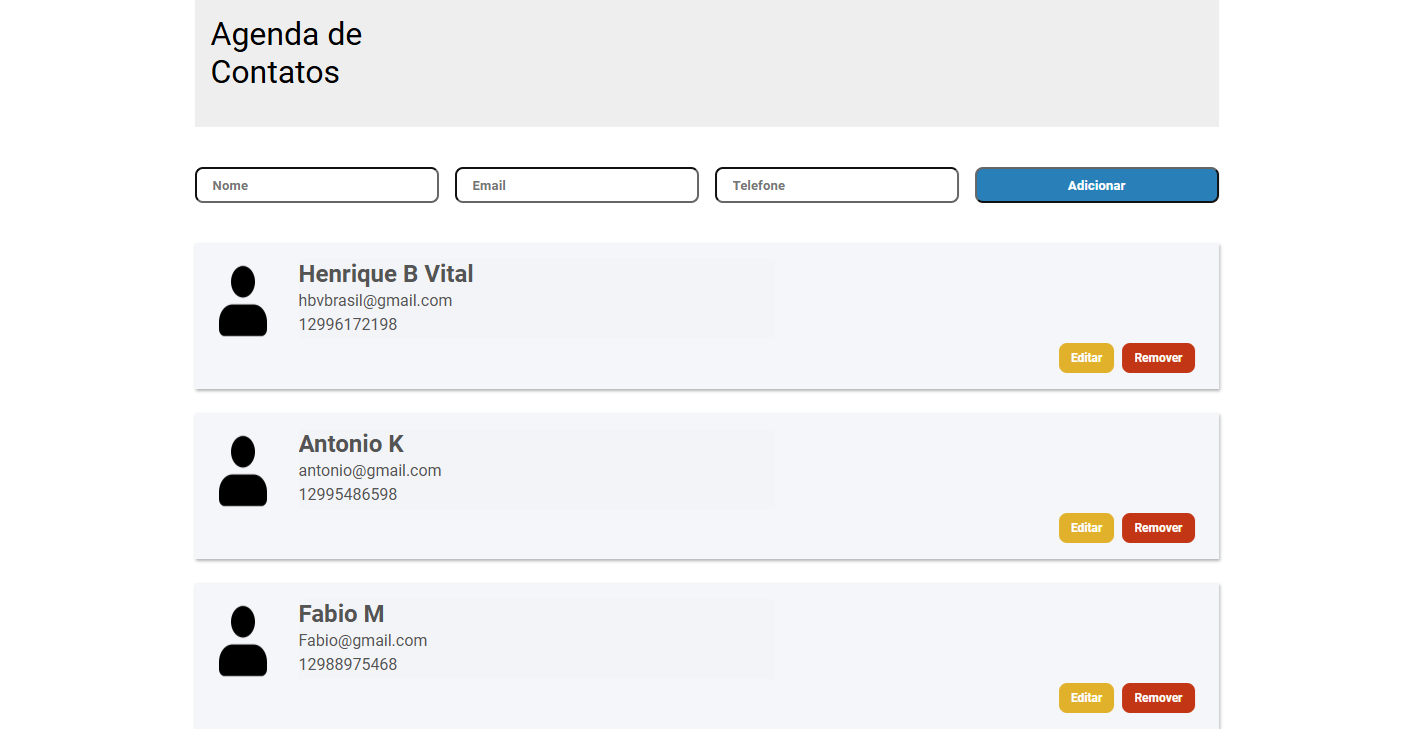 Agenda de
Contatos
Nome
Email
Telefone
Adicionar
Henrique B Vital
hbvbrasil@gmail.com
12996172198
Editar
Remover
Antonio K
antonio@gmail.com
12995486598
Editar
Remover
Fabio M
Fabio@gmail.com
12988975468
Editar
Remover